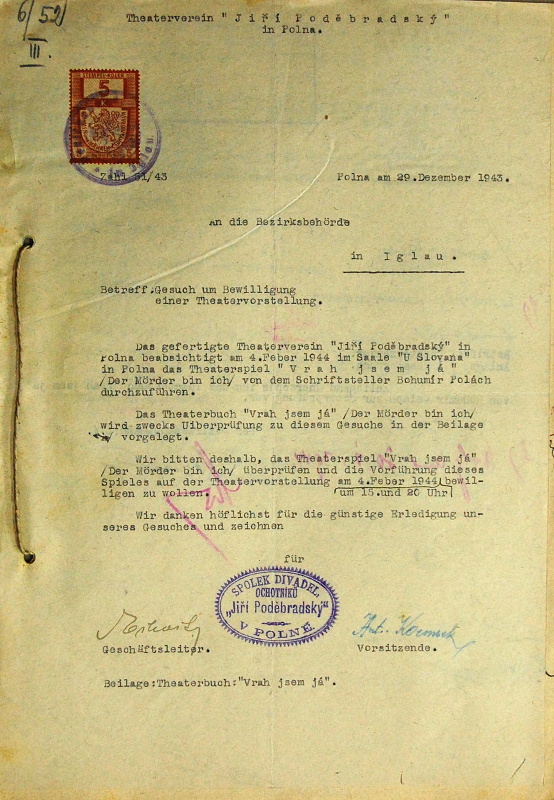 6/52/
III.
Theaterverein "Jiří Poděbradský"
in Polna.
5
K
Zahl 51/43
Polna am 29.Dezember 1943.
An die Bezirksbehörde
in Iglau.
Betreff.Gesuch um Bewilligung
einer Theatervorstellung.
Das gefertigte Theaterverein "Jiří Poděbradský" in
Polna beabsichtigt am 4.Feber 1944 im Saale "U Slovana"
in Polna das Theaterspiel "Vrah jsem já"
/Der Mörder bin ich/ von dem Schriftsteller Bohumír Polách
durchzuführen.
Das Theaterbuch "Vrah jsem já" /Der Mörder bin ich/
wird zwecks Uiberprüfung zu diesem Gesuche in der Beilage
vorgelegt.
Wir bitten deshalb, das Theaterspiel "Vrah jsem já"
/Der Mörder bin ich/ überprüfen und die Vorführung dieses
Spieles auf der Theatervorstellung am 4.Feber 1944 bewil-
ligen zu wollen.
um 15.und 20 Uhr
Wir danken höflichst für die günstige Erledigung un-
seres Gesuches und zeichnen
für
SPOLEK DIVADEL.
OCHOTNÍKŮ
„Jiří Poděbradský"
V POLNÉ
Geschäftsleiter.
Vorsitzende.
Beilage:Theaterbuch:"Vrah jsem já".